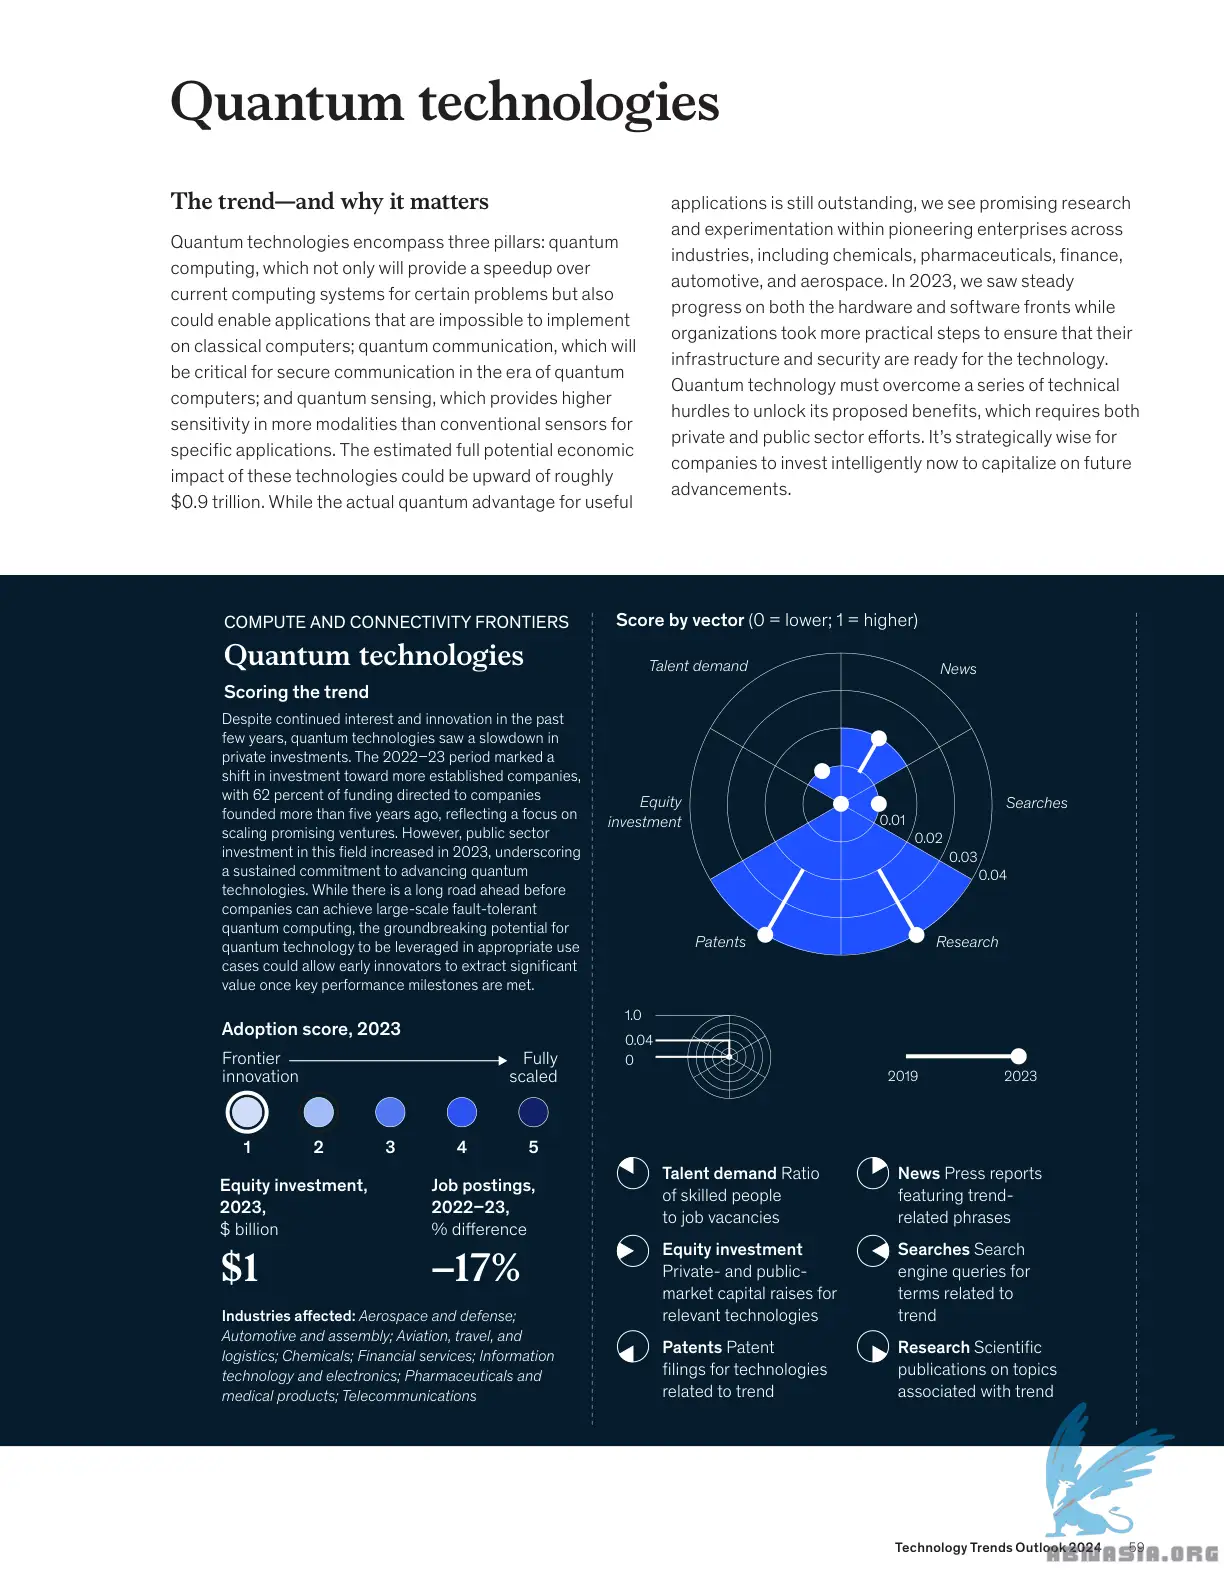 Quantum technologies
The trend—and why it matters
Quantum technologies encompass three pillars: quantum
computing, which not only will provide a speedup over
current computing systems for certain problems but also
could enable applications that are impossible to implement
on classical computers; quantum communication, which will
be critical for secure communication in the era of quantum
computers; and quantum sensing, which provides higher
sensitivity in more modalities than conventional sensors for
specific applications. The estimated full potential economic
impact of these technologies could be upward of roughly
$0.9 trillion. While the actual quantum advantage for useful
applications is still outstanding, we see promising research
and experimentation within pioneering enterprises across
industries, including chemicals, pharmaceuticals, finance,
automotive, and aerospace. In 2023, we saw steady
progress on both the hardware and software fronts while
organizations took more practical steps to ensure that their
infrastructure and security are ready for the technology.
Quantum technology must overcome a series of technical
hurdles to unlock its proposed benefits, which requires both
private and public sector efforts. It's strategically wise for
companies to invest intelligently now to capitalize on future
advancements.
COMPUTE AND CONNECTIVITY FRONTIERS
Quantum technologies
Scoring the trend
Despite continued interest and innovation in the past
few years, quantum technologies saw a slowdown in
private investments. The 2022–23 period marked a
shift in investment toward more established companies,
with 62 percent of funding directed to companies
founded more than five years ago, reflecting a focus on
scaling promising ventures. However, public sector
investment in this field increased in 2023, underscoring
a sustained commitment to advancing quantum
technologies. While there is a long road ahead before
companies can achieve large-scale fault-tolerant
quantum computing, the groundbreaking potential for
quantum technology to be leveraged in appropriate use
cases could allow early innovators to extract significant
value once key performance milestones are met.
Adoption score, 2023
Frontier
innovation
Fully
scaled
1
2
3
4
5
Equity investment,
2023,
$ billion
$1
Job postings,
2022–23,
% difference
–17%
Industries affected: Aerospace and defense;
Automotive and assembly; Aviation, travel, and
logistics; Chemicals; Financial services; Information
technology and electronics; Pharmaceuticals and
medical products; Telecommunications
Score by vector (0 = lower; 1 = higher)
Talent demand
News
Equity
investment
Searches
0.01
0.02
0.03
0.04
Patents
Research
1.0
0.04
0
2019
2023
Talent demand Ratio
of skilled people
to job vacancies
Equity investment
Private- and public-
market capital raises for
relevant technologies
Patents Patent
filings for technologies
related to trend
News Press reports
featuring trend-
related phrases
Searches Search
engine queries for
terms related to
trend
Research Scientific
publications on topics
associated with trend
Technology Trends Outlook 2024
59
ABNASIA.ORG